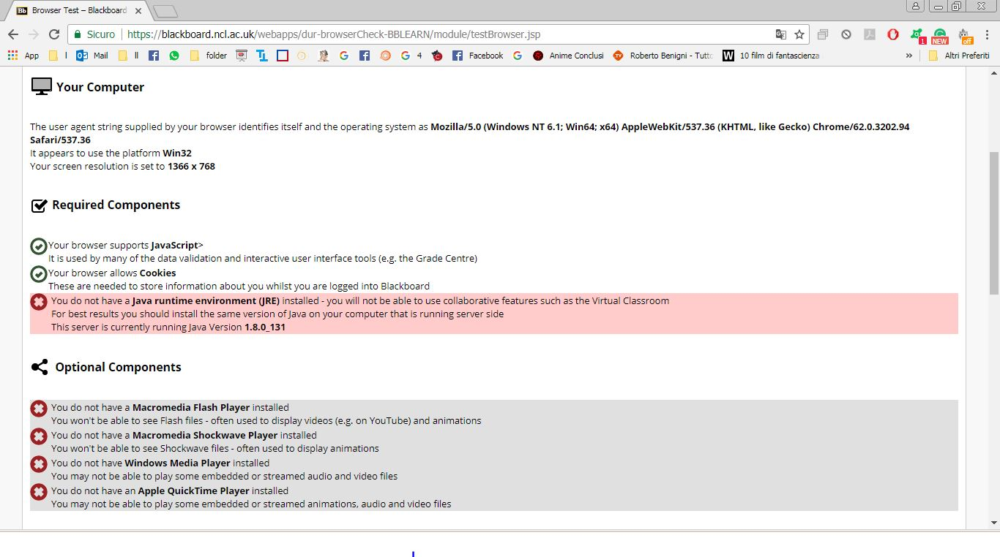 Bb Browser Test – Blackboard
Sicuro https://blackboard.ncl.ac.uk/webapps/dur-browserCheck-BBLEARN/module/testBrowser.jsp 1 NEW off
App I Mail II folder 4 Facebook Anime Conclusi Roberto Benigni - Tutto W 10 film di fantascienza » Altri Preferiti
Your Computer
The user agent string supplied by your browser identifies itself and the operating system as Mozilla/5.0 (Windows NT 6.1; Win64; x64) AppleWebKit/537.36 (KHTML, like Gecko) Chrome/62.0.3202.94
Safari/537.36
It appears to use the platform Win32
Your screen resolution is set to 1366 x 768
Required Components
Your browser supports JavaScript>
It is used by many of the data validation and interactive user interface tools (e.g. the Grade Centre)
Your browser allows Cookies
These are needed to store information about you whilst you are logged into Blackboard
You do not have a Java runtime environment (JRE) installed - you will not be able to use collaborative features such as the Virtual Classroom
For best results you should install the same version of Java on your computer that is running server side
This server is currently running Java Version 1.8.0_131
Optional Components
You do not have a Macromedia Flash Player installed
You won't be able to see Flash files - often used to display videos (e.g. on YouTube) and animations
You do not have a Macromedia Shockwave Player installed
You won't be able to see Shockwave files - often used to display animations
You do not have Windows Media Player installed
You may not be able to play some embedded or streamed audio and video files
You do not have an Apple QuickTime Player installed
You may not be able to play some embedded or streamed animations, audio and video files